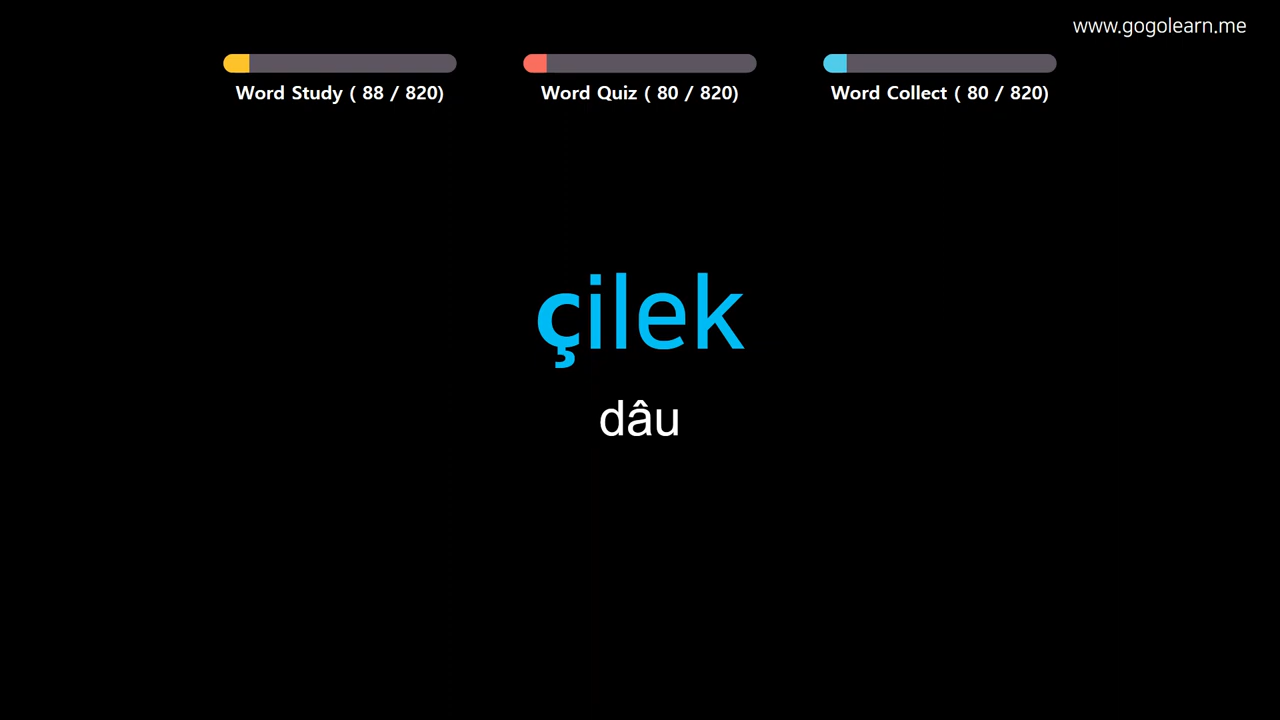 www.gogolearn.me
Word Study ( 88 / 820)
Word Quiz ( 80 / 820)
Word Collect ( 80 / 820)
çilek
dâu